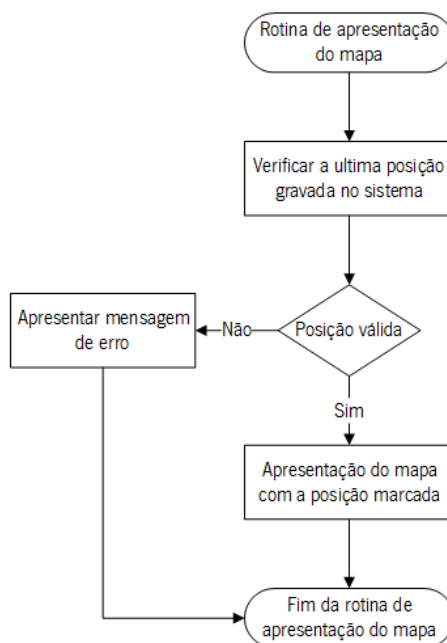 Rotina de apresentação
do mapa
Verificar a ultima posição
gravada no sistema
Posição válida
Não
Apresentar mensagem
de erro
Sim
Apresentação do mapa
com a posição marcada
Fim da rotina de
apresentação do mapa